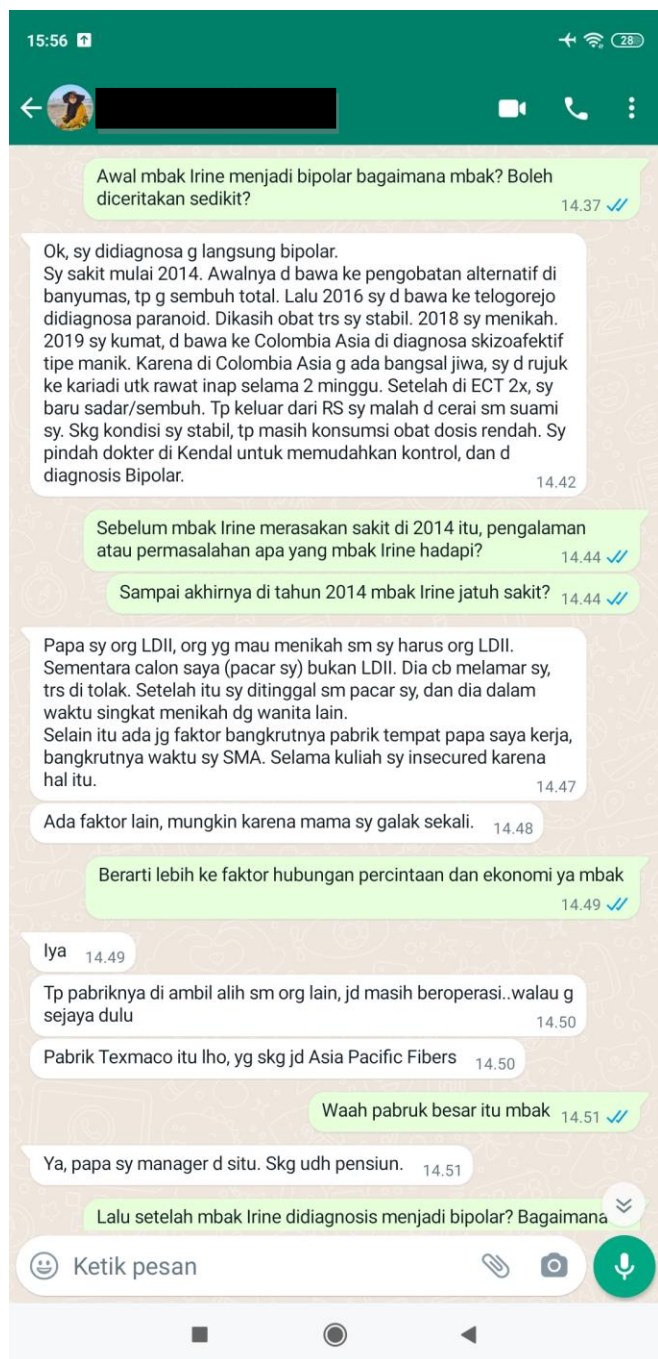 15:56
28
Awal mbak Irine menjadi bipolar bagaimana mbak? Boleh
diceritakan sedikit?
14.37
Ok, sy didiagnosa g langsung bipolar.
Sy sakit mulai 2014. Awalnya d bawa ke pengobatan alternatif di
banyumas, tp g sembuh total. Lalu 2016 sy d bawa ke telogorejo
didiagnosa paranoid. Dikasih obat trs sy stabil. 2018 sy menikah.
2019 sy kumat, d bawa ke Colombia Asia di diagnosa skizoafektif
tipe manik. Karena di Colombia Asia g ada bangsal jiwa, sy d rujuk
ke kariadi utk rawat inap selama 2 minggu. Setelah di ECT 2x, sy
baru sadar/sembuh. Tp keluar dari RS sy malah d cerai sm suami
sy. Skg kondisi sy stabil, tp masih konsumsi obat dosis rendah. Sy
pindah dokter di Kendal untuk memudahkan kontrol, dan d
diagnosis Bipolar.
14.42
Sebelum mbak Irine merasakan sakit di 2014 itu, pengalaman
atau permasalahan apa yang mbak Irine hadapi?
14.44
Sampai akhirnya di tahun 2014 mbak Irine jatuh sakit? 14.44
Papa sy org LDII, org yg mau menikah sm sy harus org LDII.
Sementara calon saya (pacar sy) bukan LDII. Dia cb melamar sy,
trs di tolak. Setelah itu sy ditinggal sm pacar sy, dan dia dalam
waktu singkat menikah dg wanita lain.
Selain itu ada jg faktor bangkrutnya pabrik tempat papa saya kerja,
bangkrutnya waktu sy SMA. Selama kuliah sy insecured karena
hal itu.
14.47
Ada faktor lain, mungkin karena mama sy galak sekali. 14.48
Berarti lebih ke faktor hubungan percintaan dan ekonomi ya mbak
14.49
Iya 14.49
Tp pabriknya di ambil alih sm org lain, jd masih beroperasi..walau g
sejaya dulu
14.50
Pabrik Texmaco itu lho, yg skg jd Asia Pacific Fibers 14.50
Waah pabruk besar itu mbak 14.51
Ya, papa sy manager d situ. Skg udh pensiun. 14.51
Lalu setelah mbak Irine didiagnosis menjadi bipolar? Bagaimana
Ketik pesan